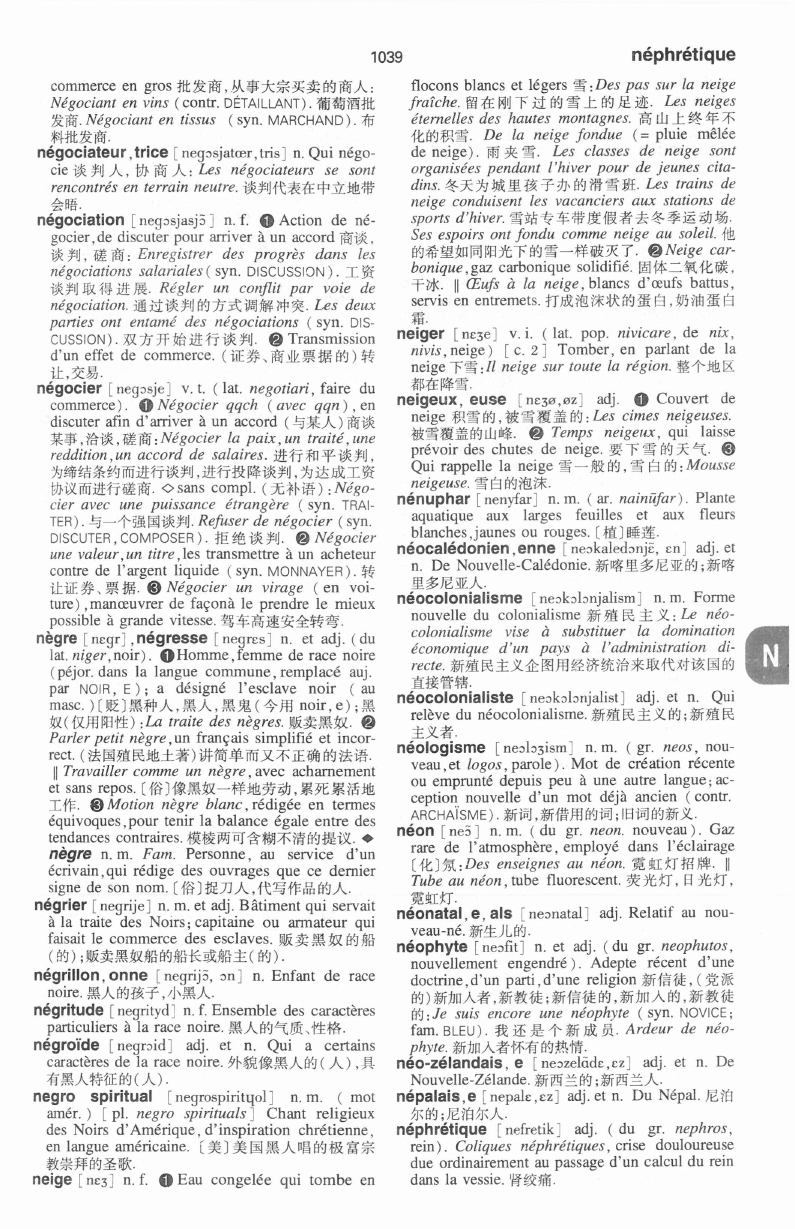 1039
néphrétique
commerce en gros 批发商,从事大宗买卖的商人:
Négociant en vins ( contr. DÉTAILLANT). 葡萄酒批
发商. Négociant en tissus ( syn. MARCHAND). 布
料批发商.
négociateur,trice [negɔsjatœr,tris] n. Qui négo-
cie 谈判人, 协商人: Les négociateurs se sont
rencontrés en terrain neutre. 谈判代表在中立地带
会晤.
négociation [negɔsjasjɔ̃] n. f. ❶ Action de né-
gocier,de discuter pour arriver à un accord 商谈,
谈判, 磋商: Enregistrer des progrès dans les
négociations salariales ( syn. DISCUSSION). 工资
谈判取得进展. Régler un conflit par voie de
négociation. 通过谈判的方式调解冲突. Les deux
parties ont entamé des négociations ( syn. DIS-
CUSSION). 双方开始进行谈判. ❷ Transmission
d'un effet de commerce. (证券、商业票据的)转
让,交易.
négocier [negɔsje] v. t. ( lat. negotiari, faire du
commerce). ❶ Négocier qqch ( avec qqn), en
discuter afin d'arriver à un accord (与某人)商谈
某事,洽谈,磋商: Négocier la paix,un traité,une
reddition,un accord de salaires. 进行和平谈判,
为缔结条约而进行谈判,进行投降谈判,为达成工资
协议而进行磋商. ◇ sans compl. (无补语): Négo-
cier avec une puissance étrangère ( syn. TRAI-
TER). 与一个强国谈判. Refuser de négocier ( syn.
DISCUTER,COMPOSER). 拒绝谈判. ❷ Négocier
une valeur,un titre,les transmettre à un acheteur
contre de l'argent liquide ( syn. MONNAYER). 转
让证券、票据. ❸ Négocier un virage ( en voi-
ture),manœuvrer de façonà le prendre le mieux
possible à grande vitesse. 驾车高速安全转弯.
nègre [nɛgr],négresse [negrɛs] n. et adj. ( du
lat. niger,noir). ❶Homme,femme de race noire
(péjor. dans la langue commune, remplacé auj.
par NOIR, E); a désigné l'esclave noir ( au
masc. )〔贬〕黑种人,黑人,黑鬼(今用 noir, e);黑
奴(仅用阳性): La traite des nègres. 贩卖黑奴. ❷
Parler petit nègre,un français simplifié et incor-
rect. (法国殖民地土著)讲简单而又不正确的法语.
‖ Travailler comme un nègre,avec acharnement
et sans repos. 〔俗〕像黑奴一样地劳动,累死累活地
工作. ❸ Motion nègre blanc,rédigée en termes
équivoques,pour tenir la balance égale entre des
tendances contraires. 模棱两可含糊不清的提议. ◆
nègre n. m. Fam. Personne, au service d'un
écrivain,qui rédige des ouvrages que ce dernier
signe de son nom. 〔俗〕捉刀人,代写作品的人.
négrier [negrije] n. m. et adj. Bâtiment qui servait
à la traite des Noirs; capitaine ou armateur qui
faisait le commerce des esclaves. 贩卖黑奴的船
(的);贩卖黑奴船的船长或船主(的).
négrillon,onne [negrijɔ̃, ɔn] n. Enfant de race
noire. 黑人的孩子,小黑人.
négritude [negrityd] n. f. Ensemble des caractères
particuliers à la race noire. 黑人的气质、性格.
négroïde [negrɔid] adj. et n. Qui a certains
caractères de la race noire. 外貌像黑人的(人),具
有黑人特征的(人).
negro spiritual [negrospiritɥol] n. m. ( mot
amér. ) [ pl. negro spirituals] Chant religieux
des Noirs d'Amérique, d'inspiration chrétienne,
en langue américaine. 〔美〕美国黑人唱的极富宗
教崇拜的圣歌.
neige [nɛʒ] n. f. ❶ Eau congelée qui tombe en
flocons blancs et légers 雪: Des pas sur la neige
fraîche. 留在刚下过的雪上的足迹. Les neiges
éternelles des hautes montagnes. 高山上终年不
化的积雪. De la neige fondue (= pluie mêlée
de neige). 雨夹雪. Les classes de neige sont
organisées pendant l'hiver pour de jeunes cita-
dins. 冬天为城里孩子办的滑雪班. Les trains de
neige conduisent les vacanciers aux stations de
sports d'hiver. 雪站专车带度假者去冬季运动场.
Ses espoirs ont fondu comme neige au soleil. 他
的希望如同阳光下的雪一样破灭了. ❷ Neige car-
bonique,gaz carbonique solidifié. 固体二氧化碳,
干冰. ‖ Œufs à la neige, blancs d'œufs battus,
servis en entremets. 打成泡沫状的蛋白,奶油蛋白
霜.
neiger [nɛʒe] v. i. ( lat. pop. nivicare, de nix,
nivis,neige) [ c. 2] Tomber, en parlant de la
neige 下雪: Il neige sur toute la région. 整个地区
都在降雪.
neigeux, euse [nɛʒø,øz] adj. ❶ Couvert de
neige 积雪的,被雪覆盖的: Les cimes neigeuses.
被雪覆盖的山峰. ❷ Temps neigeux, qui laisse
prévoir des chutes de neige. 要下雪的天气. ❸
Qui rappelle la neige 雪一般的,雪白的: Mousse
neigeuse. 雪白的泡沫.
nénuphar [nenyfar] n. m. ( ar. nainūfar). Plante
aquatique aux larges feuilles et aux fleurs
blanches,jaunes ou rouges. 〔植〕睡莲.
néocalédonien,enne [neɔkaledɔnjɛ̃, ɛn] adj. et
n. De Nouvelle-Calédonie. 新喀里多尼亚的;新喀
里多尼亚人.
néocolonialisme [neɔkɔlɔnjalism] n. m. Forme
nouvelle du colonialisme 新殖民主义: Le néo-
colonialisme vise à substituer la domination
économique d'un pays à l'administration di-
recte. 新殖民主义企图用经济统治来取代对该国的
直接管辖.
néocolonialiste [neɔkɔlɔnjalist] adj. et n. Qui
relève du néocolonialisme. 新殖民主义的;新殖民
主义者.
néologisme [neɔlɔʒism] n. m. ( gr. neos, nou-
veau,et logos, parole). Mot de création récente
ou emprunté depuis peu à une autre langue; ac-
ception nouvelle d'un mot déjà ancien ( contr.
ARCHAÏSME). 新词,新借用的词;旧词的新义.
néon [neɔ̃] n. m. ( du gr. neon. nouveau). Gaz
rare de l'atmosphère, employé dans l'éclairage
〔化〕氖: Des enseignes au néon. 霓虹灯招牌. ‖
Tube au néon, tube fluorescent. 荧光灯, 日光灯,
霓虹灯.
néonatal,e,als [neɔnatal] adj. Relatif au nou-
veau-né. 新生儿的.
néophyte [neɔfit] n. et adj. ( du gr. neophutos,
nouvellement engendré). Adepte récent d'une
doctrine,d'un parti,d'une religion 新信徒, (党派
的)新加入者,新教徒;新信徒的,新加入的,新教徒
的: Je suis encore une néophyte ( syn. NOVICE;
fam. BLEU). 我还是个新成员. Ardeur de néo-
phyte. 新加入者怀有的热情.
néo-zélandais, e [neɔzelɑ̃dɛ,ɛz] adj. et n. De
Nouvelle-Zélande. 新西兰的;新西兰人.
népalais,e [nepalɛ,ɛz] adj. et n. Du Népal. 尼泊
尔的;尼泊尔人.
néphrétique [nefretik] adj. ( du gr. nephros,
rein). Coliques néphrétiques, crise douloureuse
due ordinairement au passage d'un calcul du rein
dans la vessie. 肾绞痛.
N